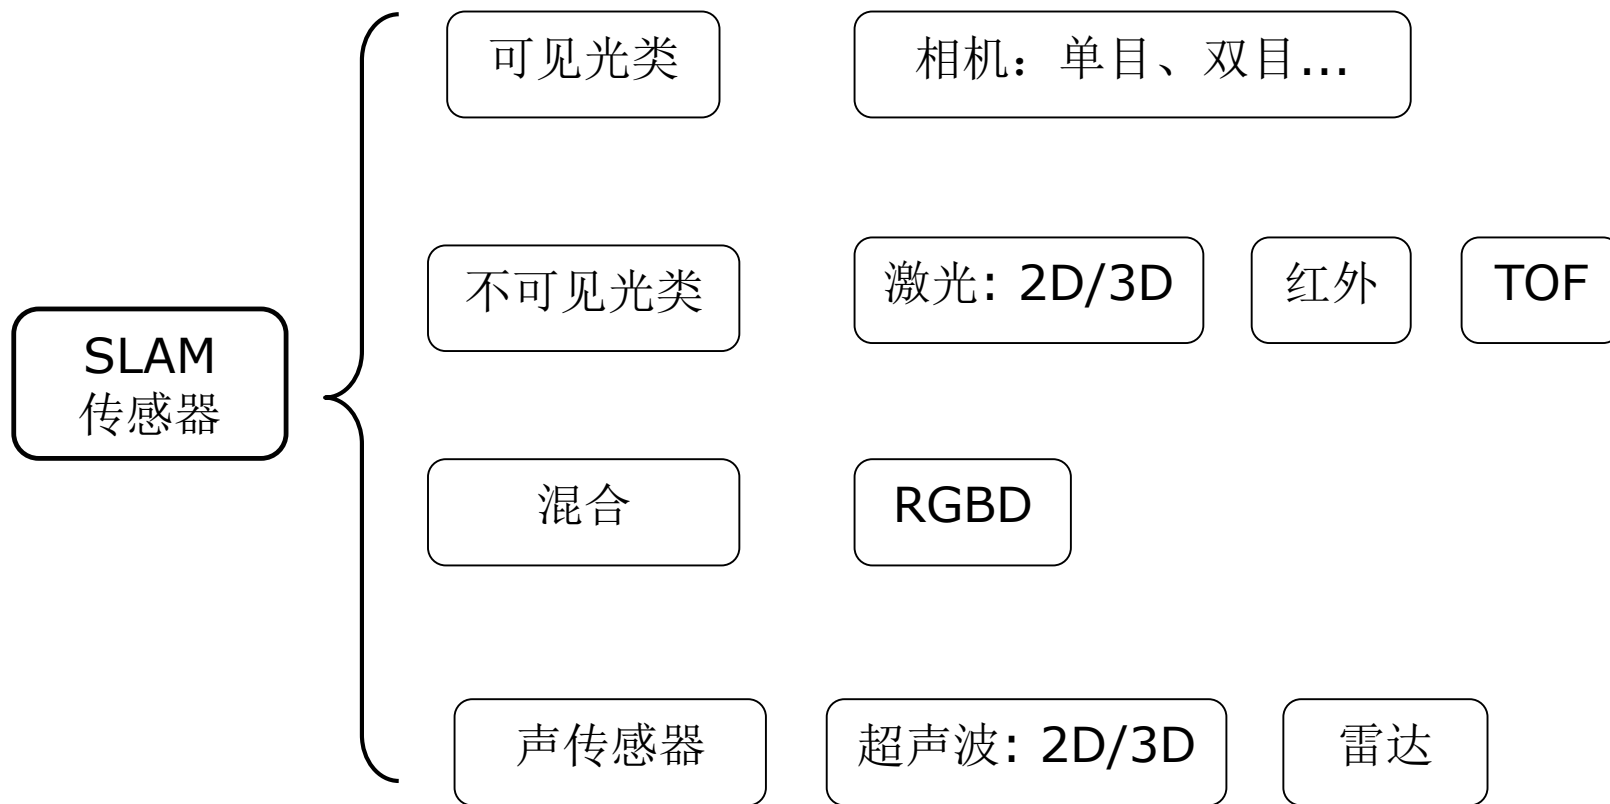 可见光类
相机：单目、双目...
不可见光类
激光: 2D/3D
红外
TOF
SLAM
传感器
混合
RGBD
声传感器
超声波: 2D/3D
雷达